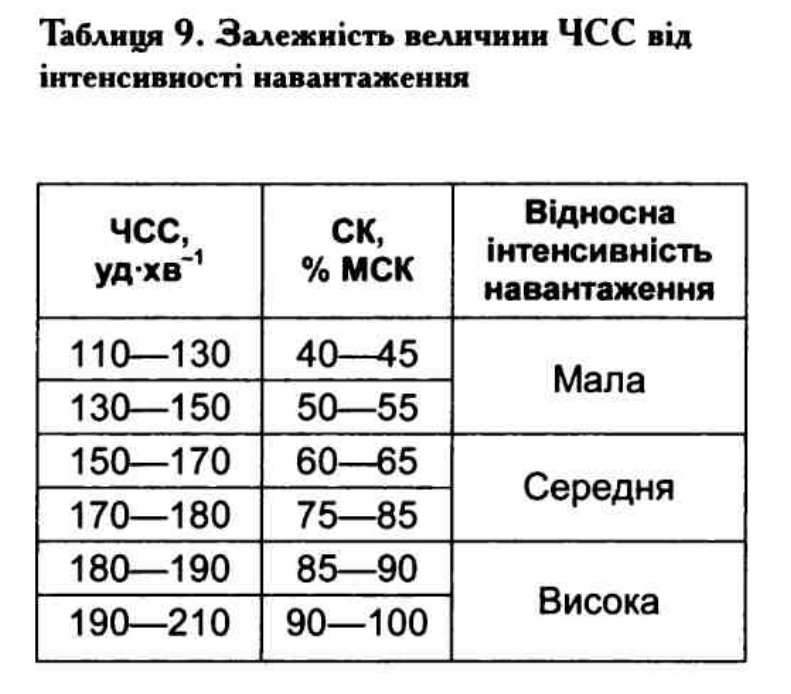 Таблиця 9. Залежність величини ЧСС від
інтенсивності навантаження
ЧСС,
уд·хв⁻¹
СК,
% МСК
Відносна
інтенсивність
навантаження
110—130
40—45
Мала
130—150
50—55
150—170
60—65
Середня
170—180
75—85
180—190
85—90
Висока
190—210
90—100